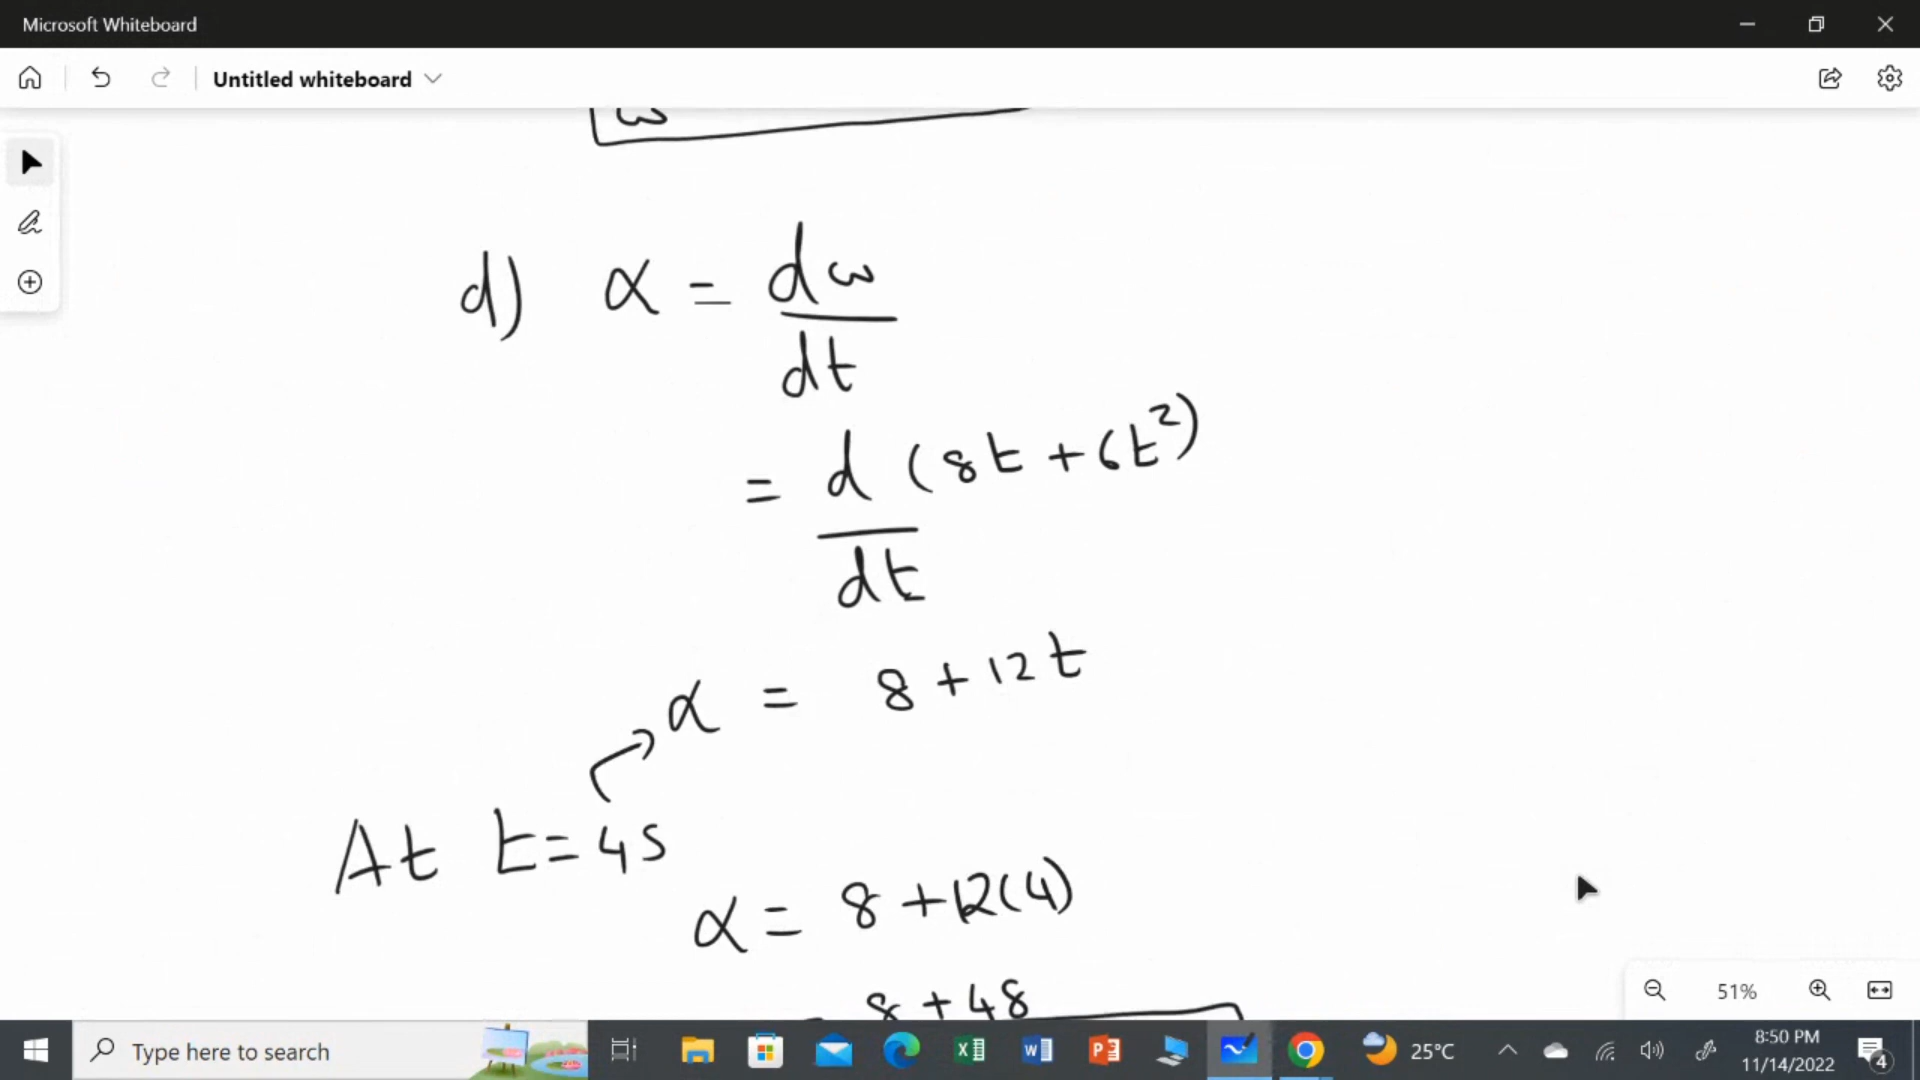 Microsoft Whiteboard
Untitled whiteboard
ω
d) α = dω
dt
= d (8t + 6t²)
dt
α = 8 + 12t
At t = 4s
α = 8 + 12(4)
8 + 48
51%
Type here to search
25°C
8:50 PM
11/14/2022
4